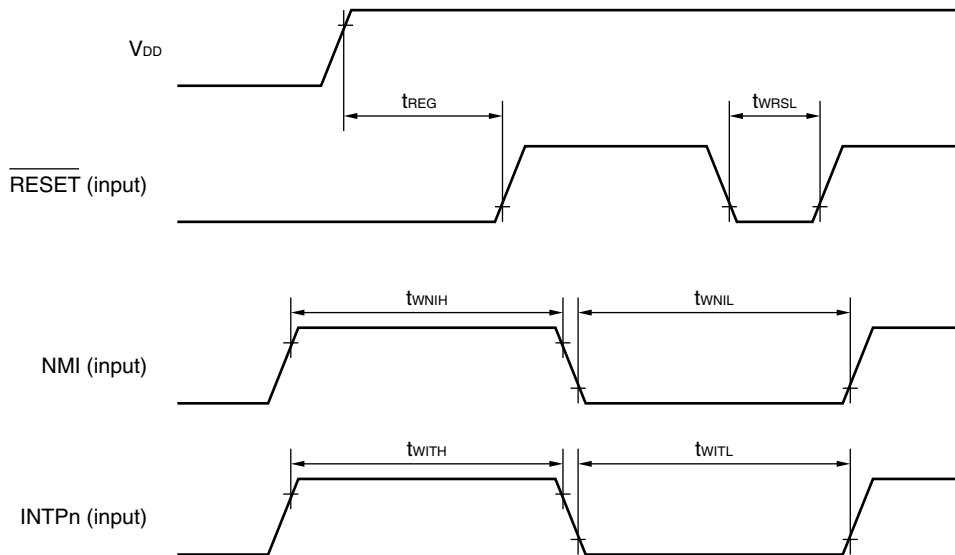 VDD
tREG
tWRSL
RESET (input)
tWNIH
tWNIL
NMI (input)
tWITH
tWITL
INTPn (input)